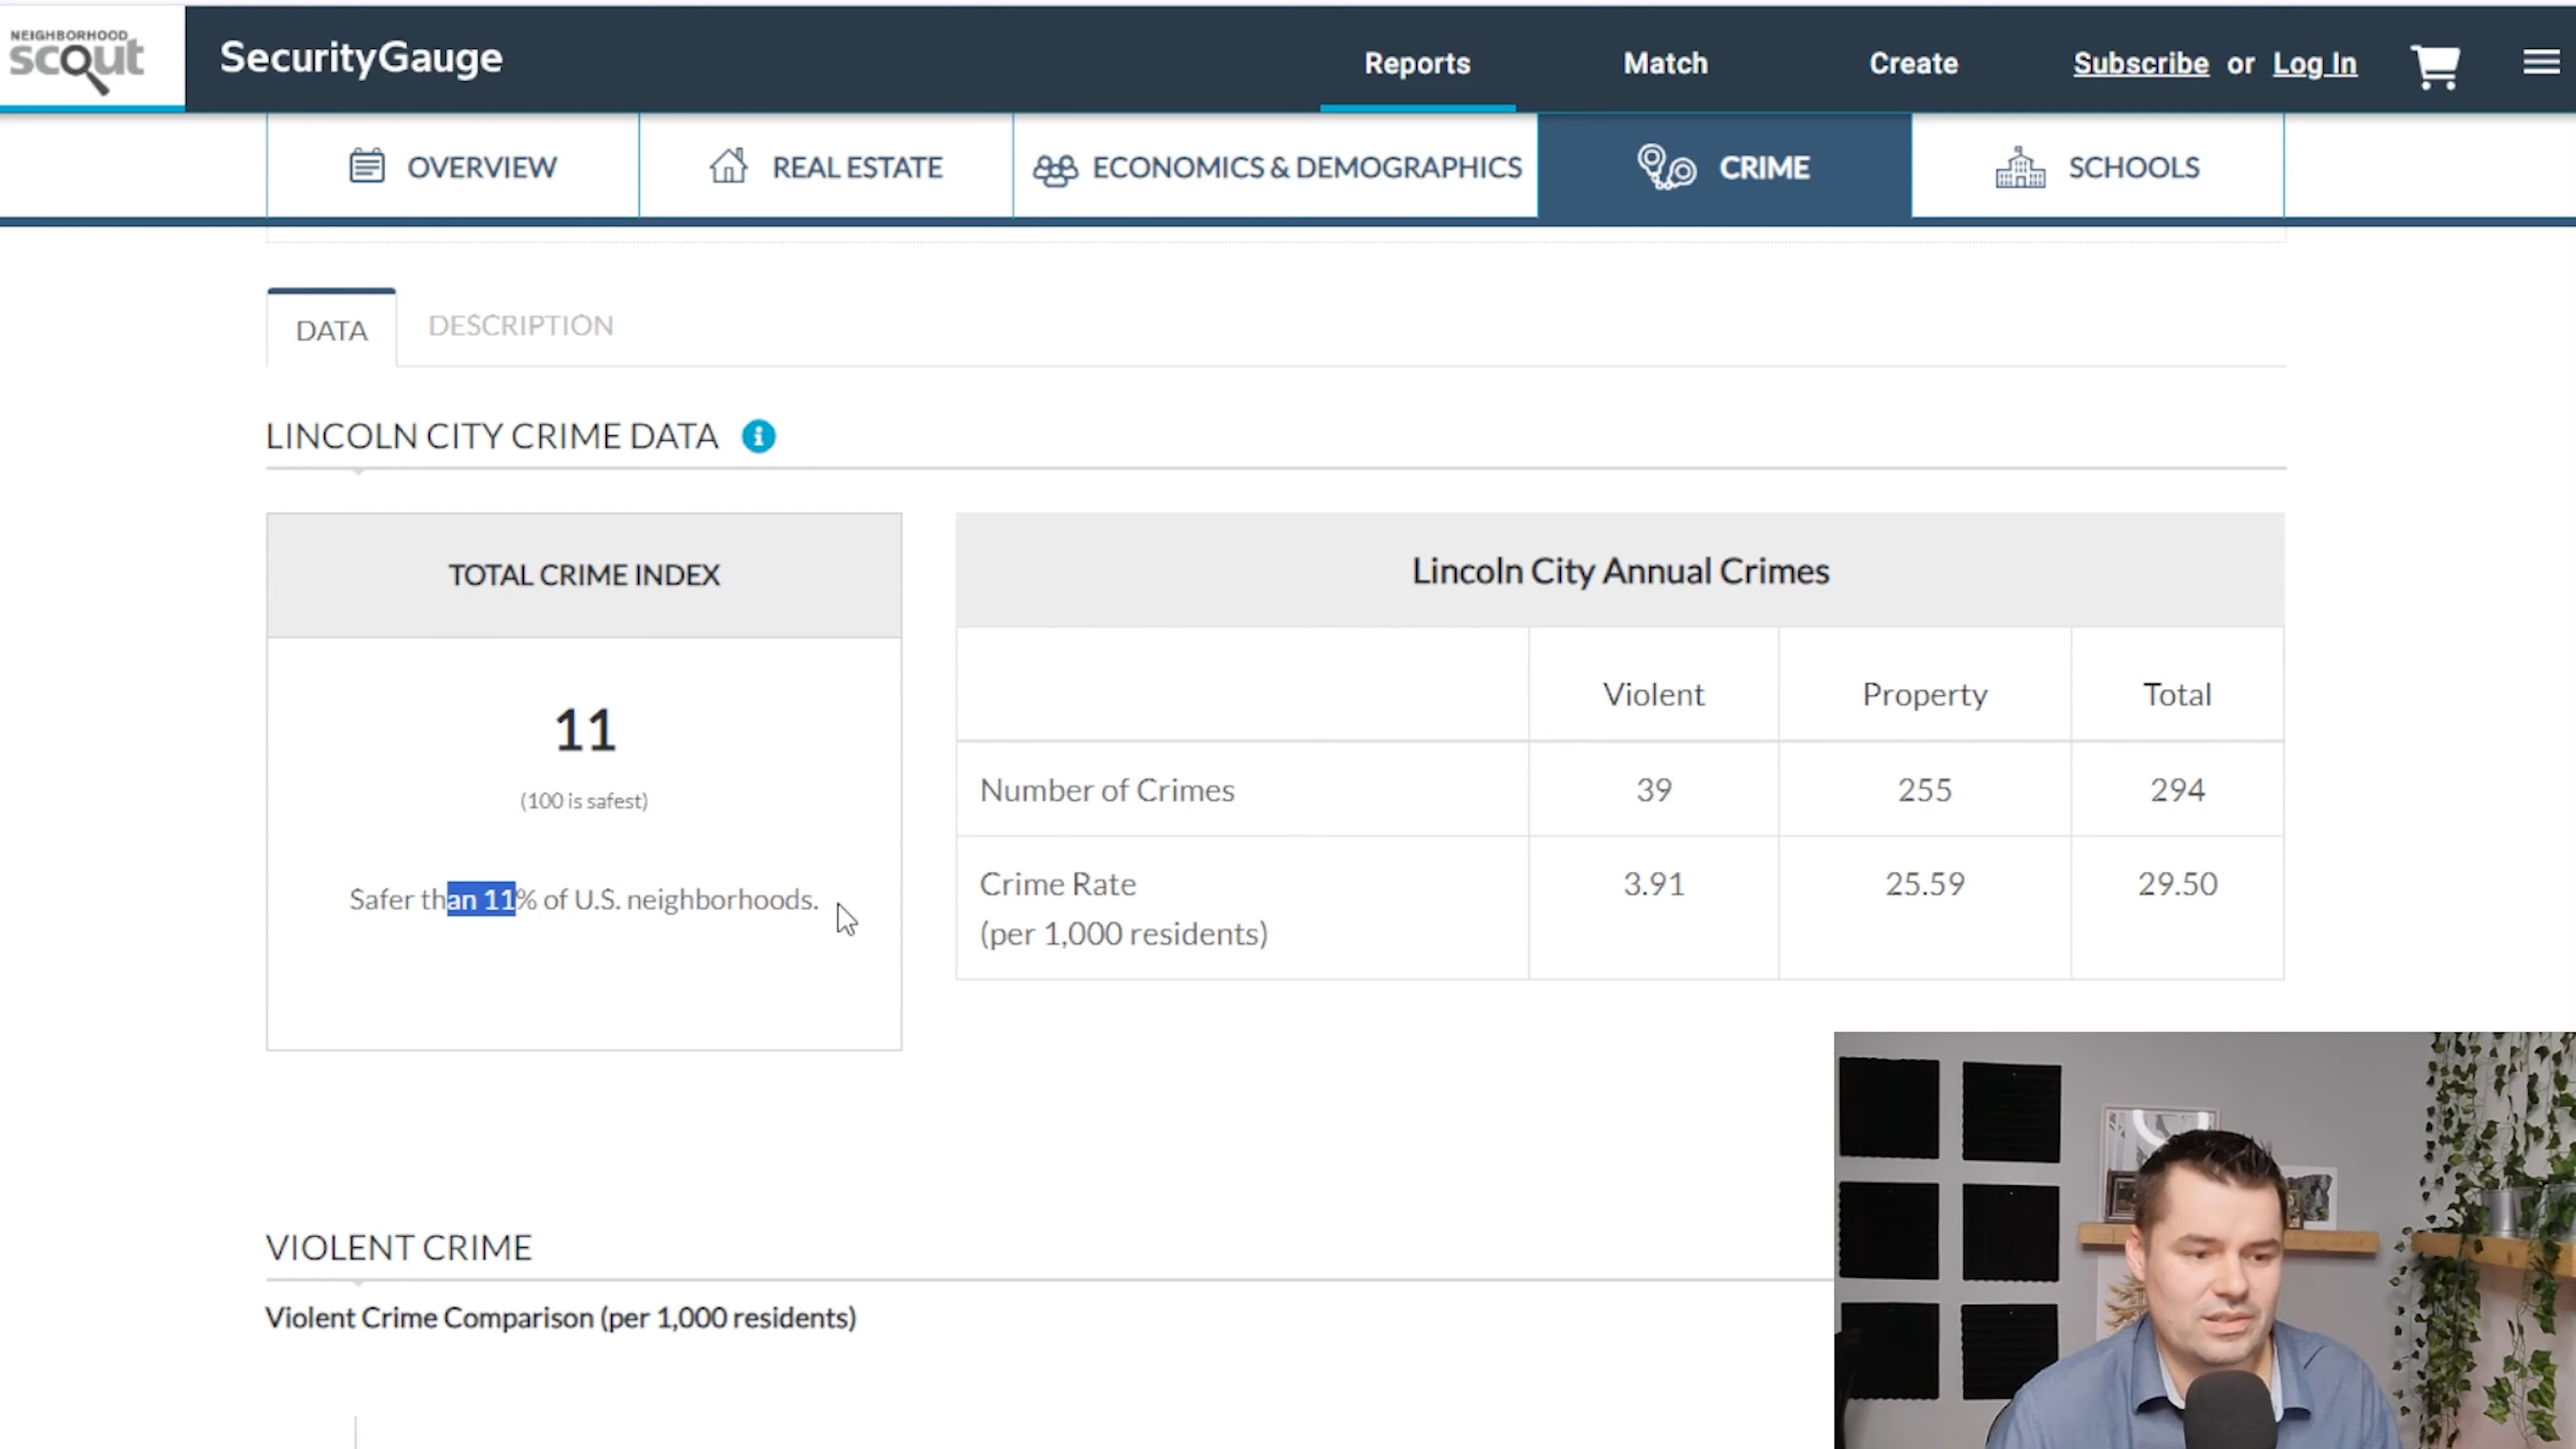 NEIGHBORHOOD
scout
SecurityGauge
Reports
Match
Create
Subscribe or Log In
OVERVIEW
REAL ESTATE
ECONOMICS & DEMOGRAPHICS
CRIME
SCHOOLS
DATA
DESCRIPTION
LINCOLN CITY CRIME DATA
TOTAL CRIME INDEX
11
(100 is safest)
Safer than 11% of U.S. neighborhoods.
Lincoln City Annual Crimes
Violent Property Total
Number of Crimes 39 255 294
Crime Rate 3.91 25.59 29.50
(per 1,000 residents)
VIOLENT CRIME
Violent Crime Comparison (per 1,000 residents)